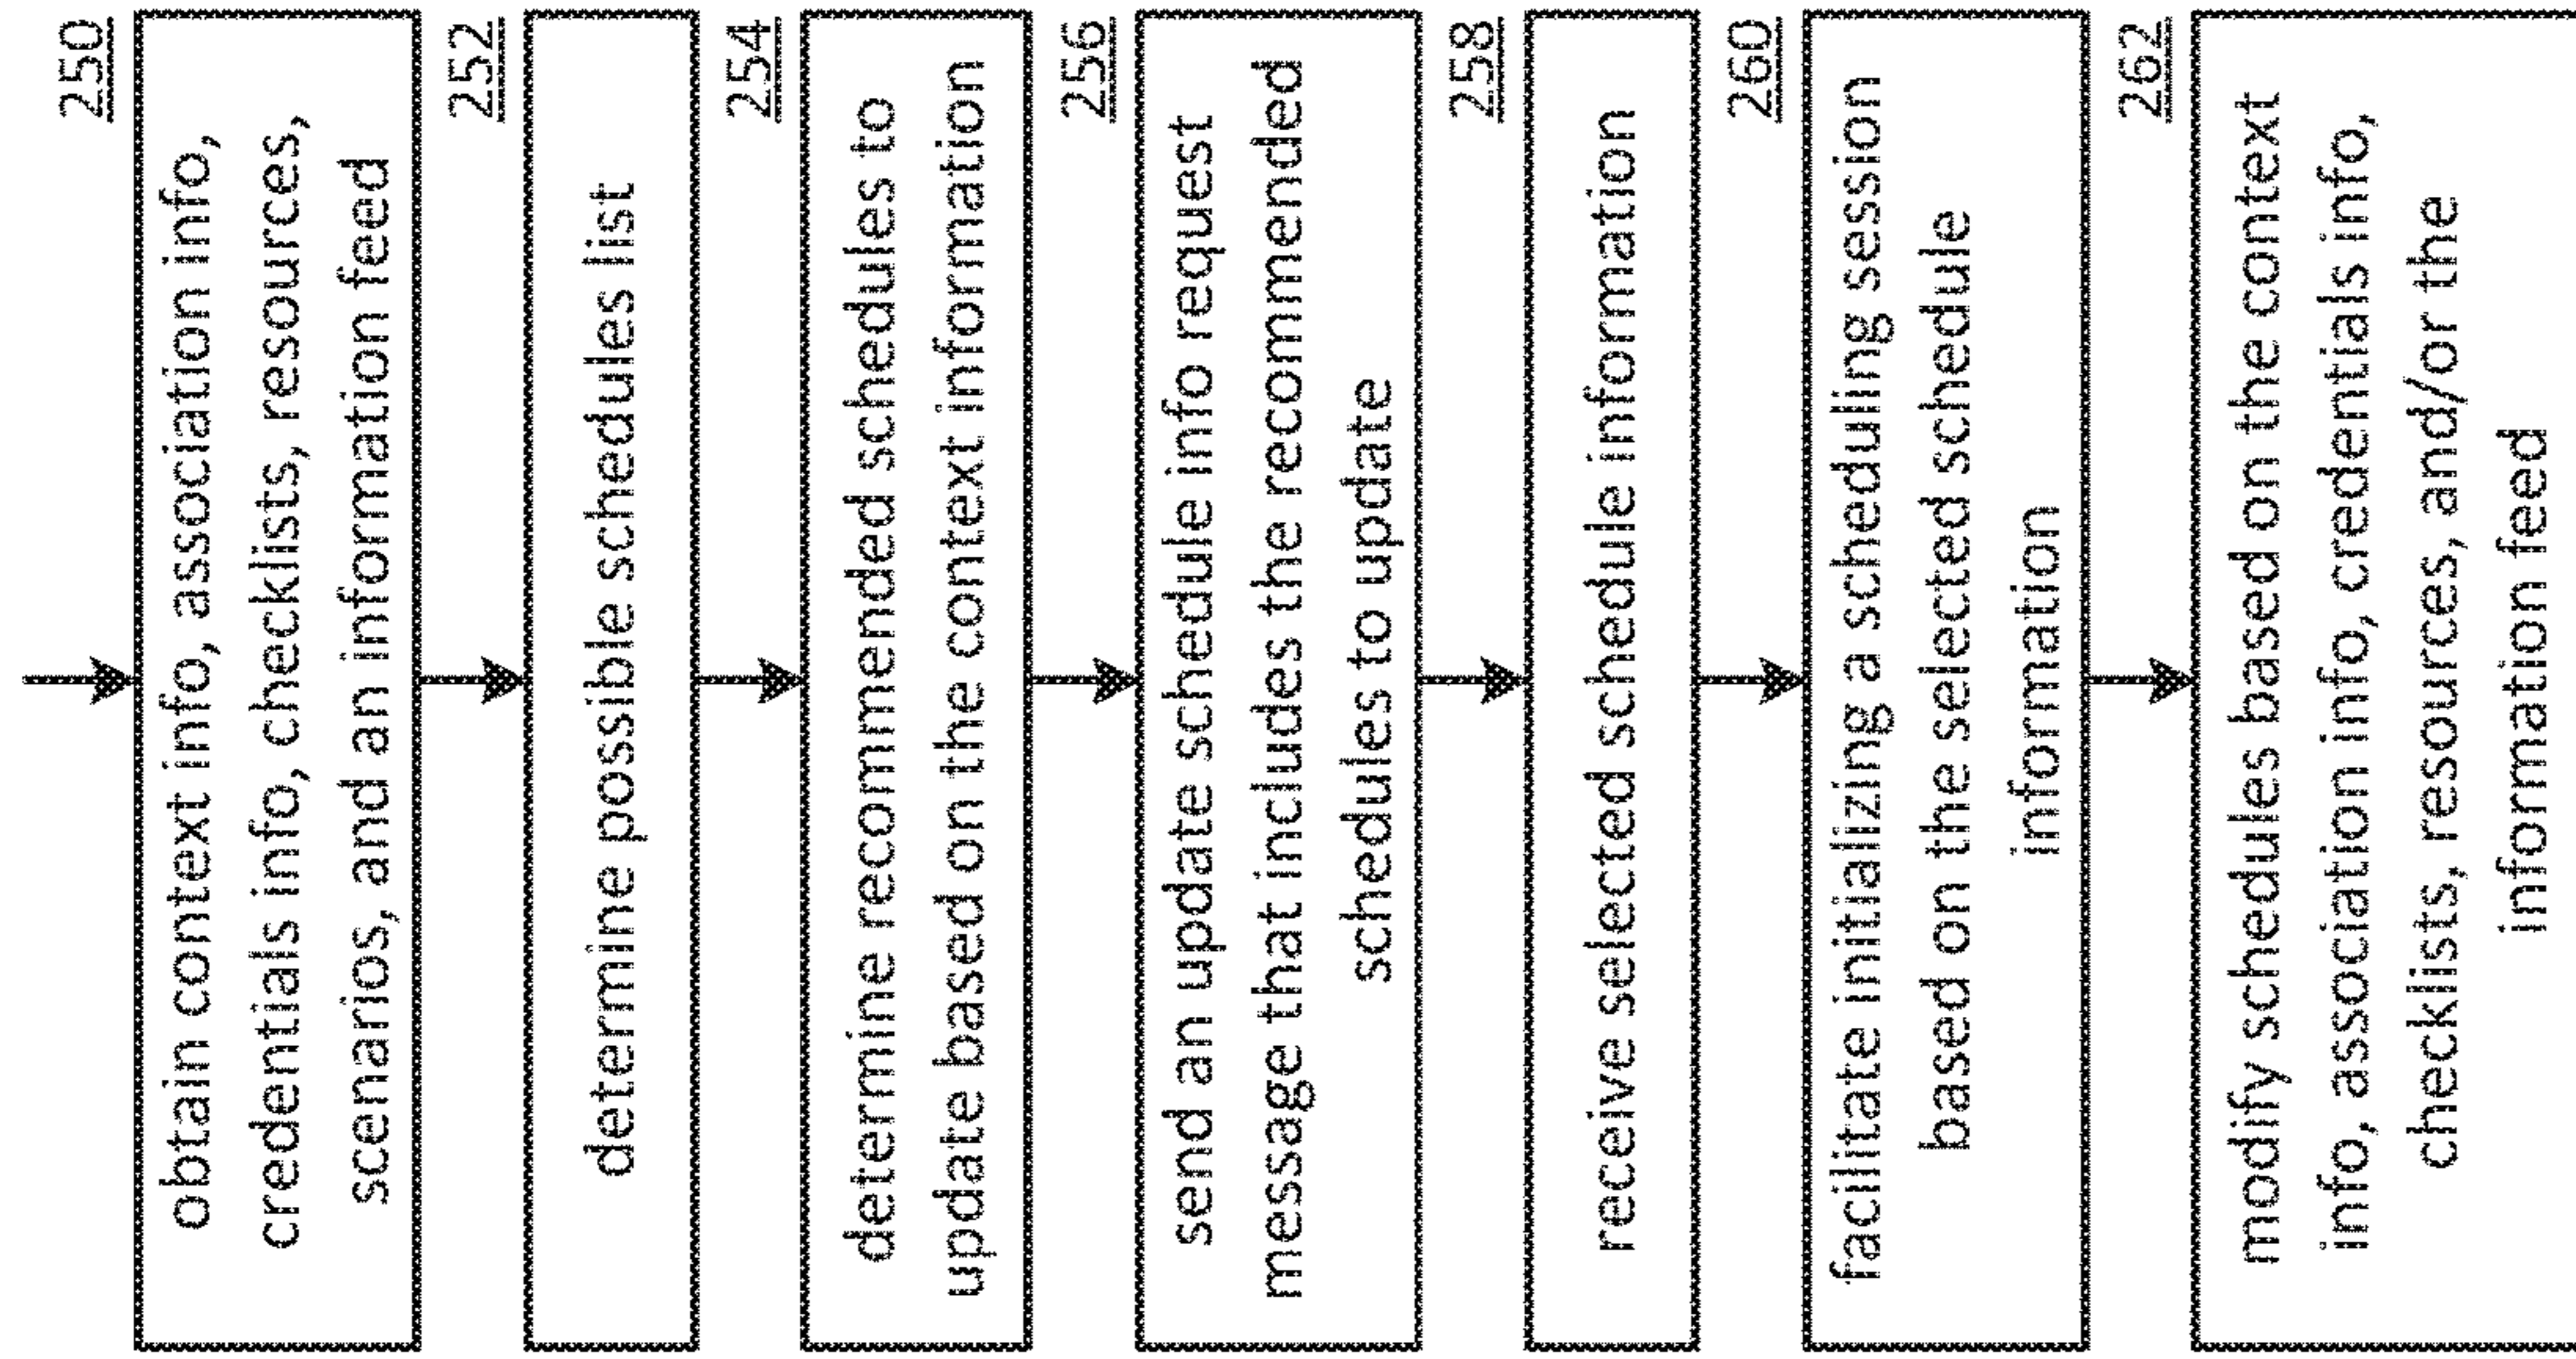 250
obtain context info, association info,
credentials info, checklists, resources,
scenarios, and an information feed
252
determine possible schedules list
254
determine recommended schedules to
update based on the context information
256
send an update schedule info request
message that includes the recommended
schedules to update
258
receive selected schedule information
260
facilitate initializing a scheduling session
based on the selected schedule
information
262
modify schedules based on the context
info, association info, credentials info,
checklists, resources, and/or the
information feed